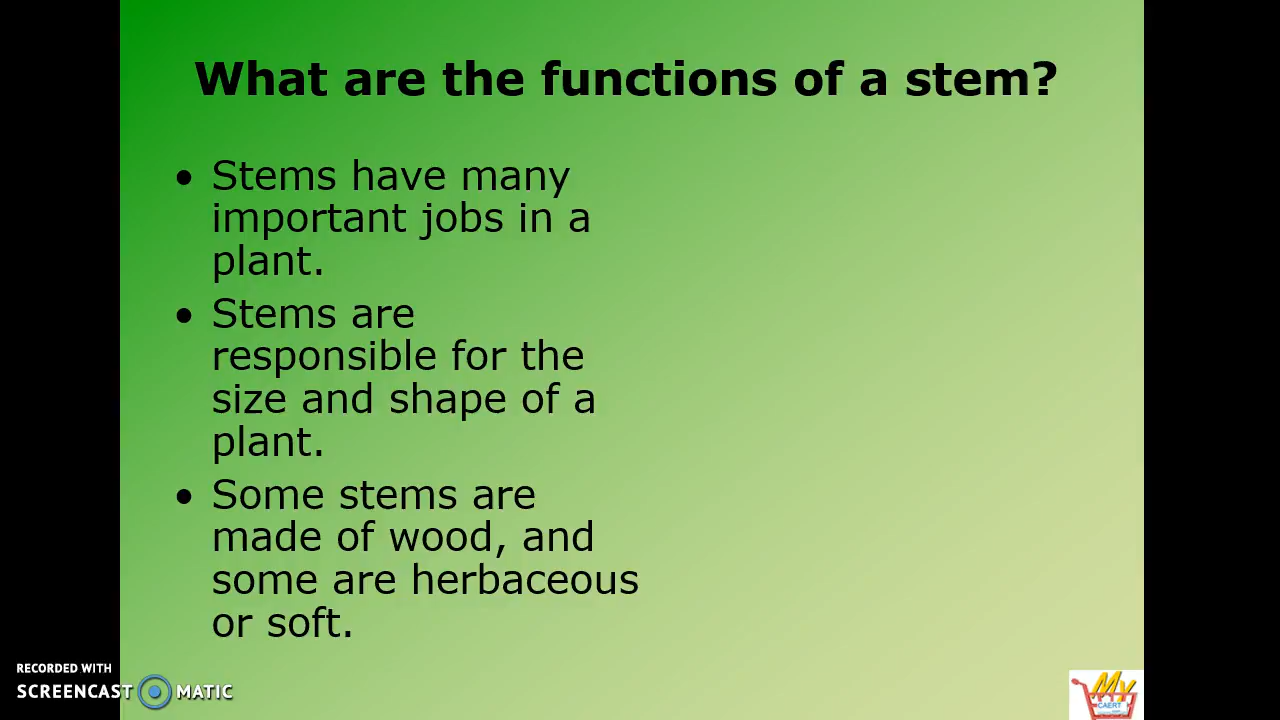 What are the functions of a stem?
• Stems have many
important jobs in a
plant.
• Stems are
responsible for the
size and shape of a
plant.
• Some stems are
made of wood, and
some are herbaceous
or soft.
RECORDED WITH
SCREENCAST MATIC
My
CAERT